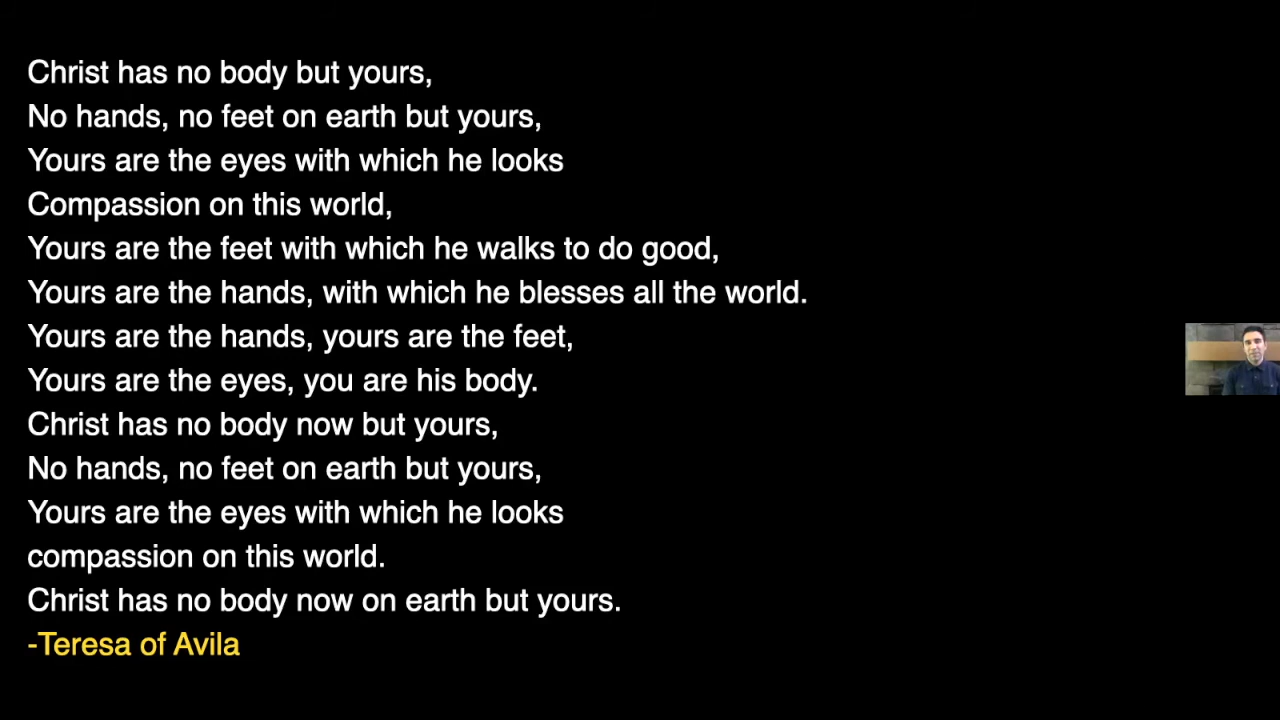 Christ has no body but yours,
No hands, no feet on earth but yours,
Yours are the eyes with which he looks
Compassion on this world,
Yours are the feet with which he walks to do good,
Yours are the hands, with which he blesses all the world.
Yours are the hands, yours are the feet,
Yours are the eyes, you are his body.
Christ has no body now but yours,
No hands, no feet on earth but yours,
Yours are the eyes with which he looks
compassion on this world.
Christ has no body now on earth but yours.
-Teresa of Avila